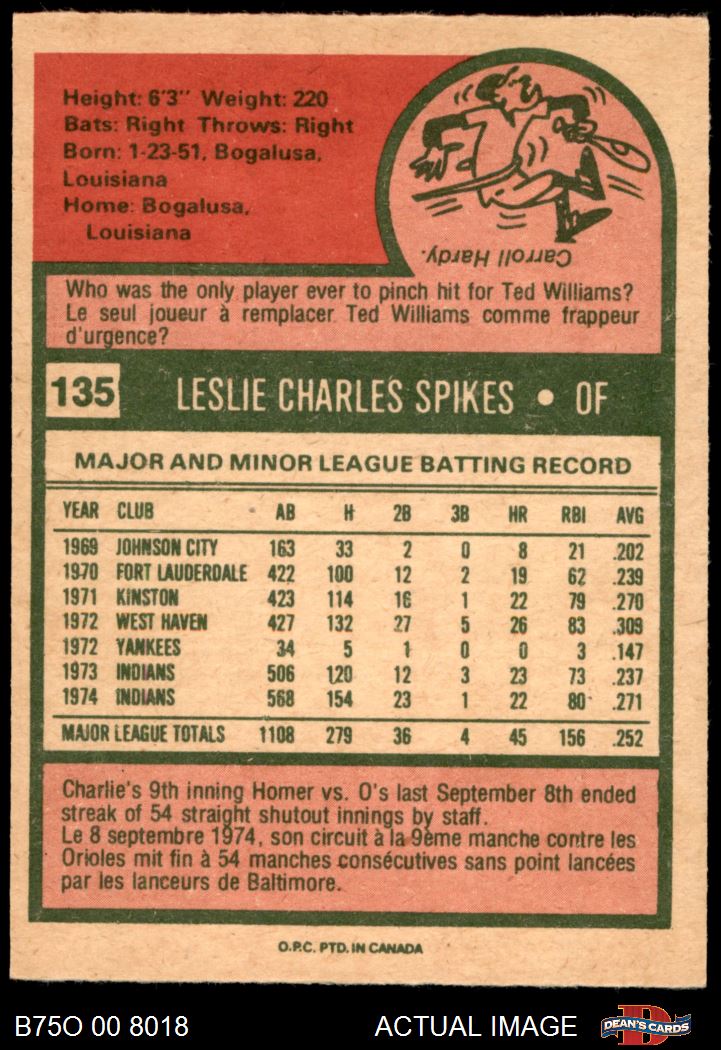 Height: 6'3" Weight: 220
Bats: Right Throws: Right
Born: 1-23-51, Bogalusa,
Louisiana
Home: Bogalusa,
Louisiana
Carroll Hardy.
Who was the only player ever to pinch hit for Ted Williams?
Le seul joueur à remplacer Ted Williams comme frappeur
d'urgence?
135 LESLIE CHARLES SPIKES • OF
MAJOR AND MINOR LEAGUE BATTING RECORD
YEAR CLUB AB H 2B 3B HR RBI AVG
1969 JOHNSON CITY 163 33 2 0 8 21 .202
1970 FORT LAUDERDALE 422 100 12 2 19 62 .239
1971 KINSTON 423 114 16 1 22 79 .270
1972 WEST HAVEN 427 132 27 5 26 83 .309
1972 YANKEES 34 5 1 0 0 3 .147
1973 INDIANS 506 120 12 3 23 73 .237
1974 INDIANS 568 154 23 1 22 80 .271
MAJOR LEAGUE TOTALS 1108 279 36 4 45 156 .252
Charlie's 9th inning Homer vs. O's last September 8th ended
streak of 54 straight shutout innings by staff.
Le 8 septembre 1974, son circuit à la 9ème manche contre les
Orioles mit fin à 54 manches consécutives sans point lancées
par les lanceurs de Baltimore.
O.P.C. PTD. IN CANADA
B75O 00 8018 ACTUAL IMAGE DEAN'S CARDS